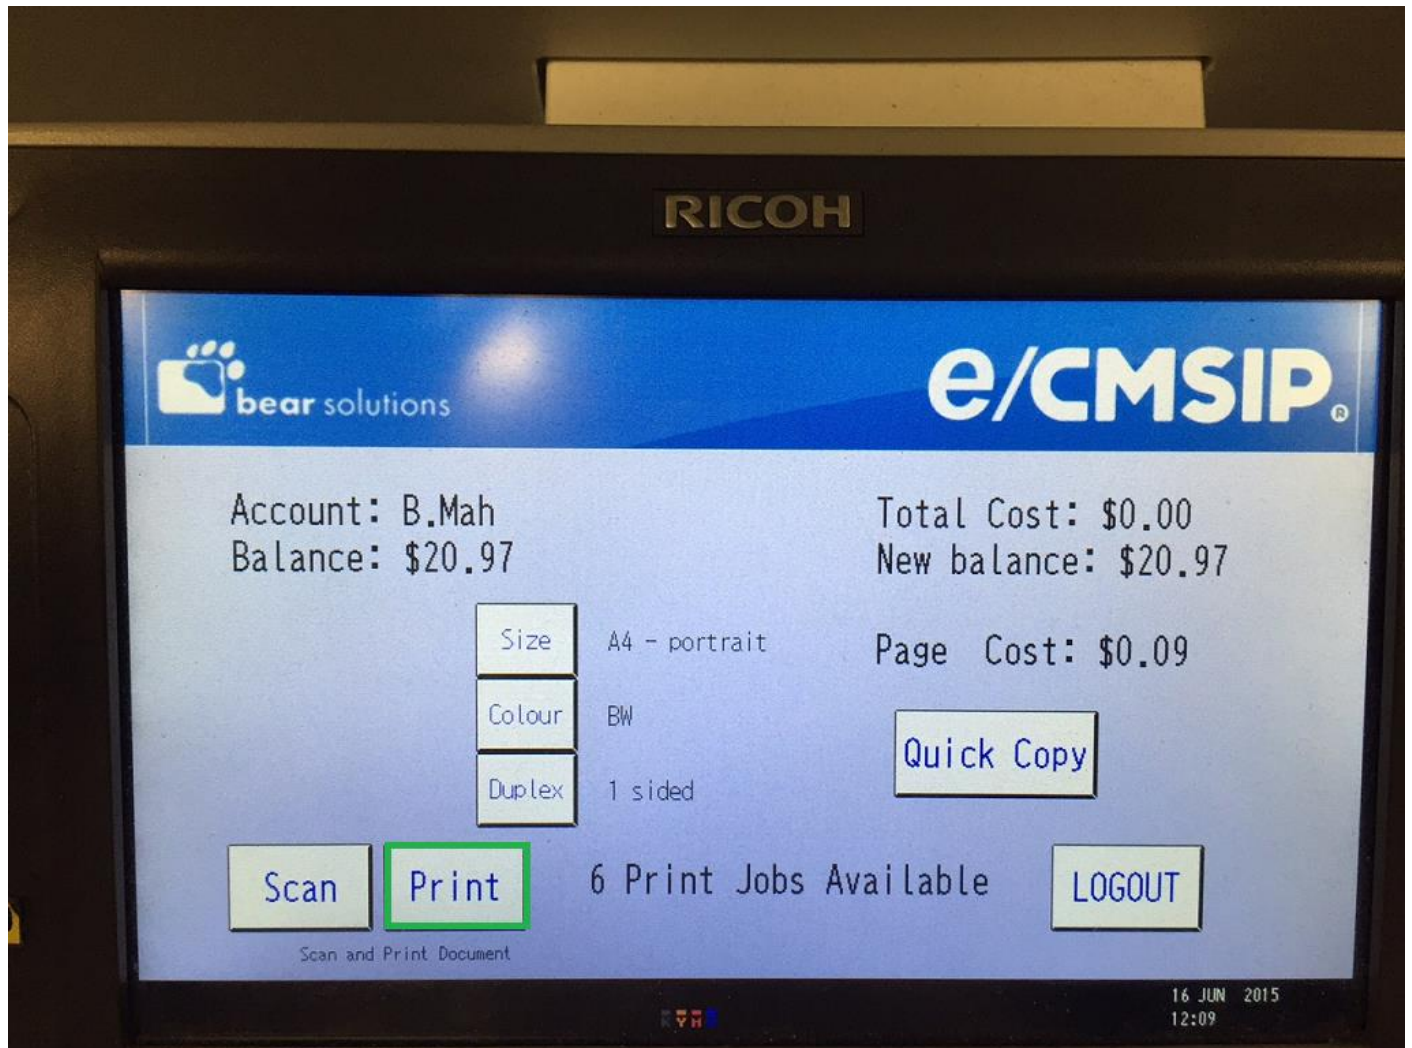 RICOH
bear solutions
e/CMSIP®
Account: B.Mah
Balance: $20.97
Total Cost: $0.00
New balance: $20.97
Size
A4 - portrait
Page Cost: $0.09
Colour
BW
Quick Copy
Duplex
1 sided
Scan
Print
6 Print Jobs Available
LOGOUT
Scan and Print Document
16 JUN 2015
12:09
K Y M